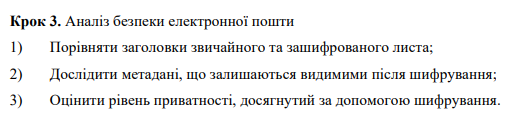 Крок 3. Аналіз безпеки електронної пошти
1) Порівняти заголовки звичайного та зашифрованого листа;
2) Дослідити метадані, що залишаються видимими після шифрування;
3) Оцінити рівень приватності, досягнутий за допомогою шифрування.